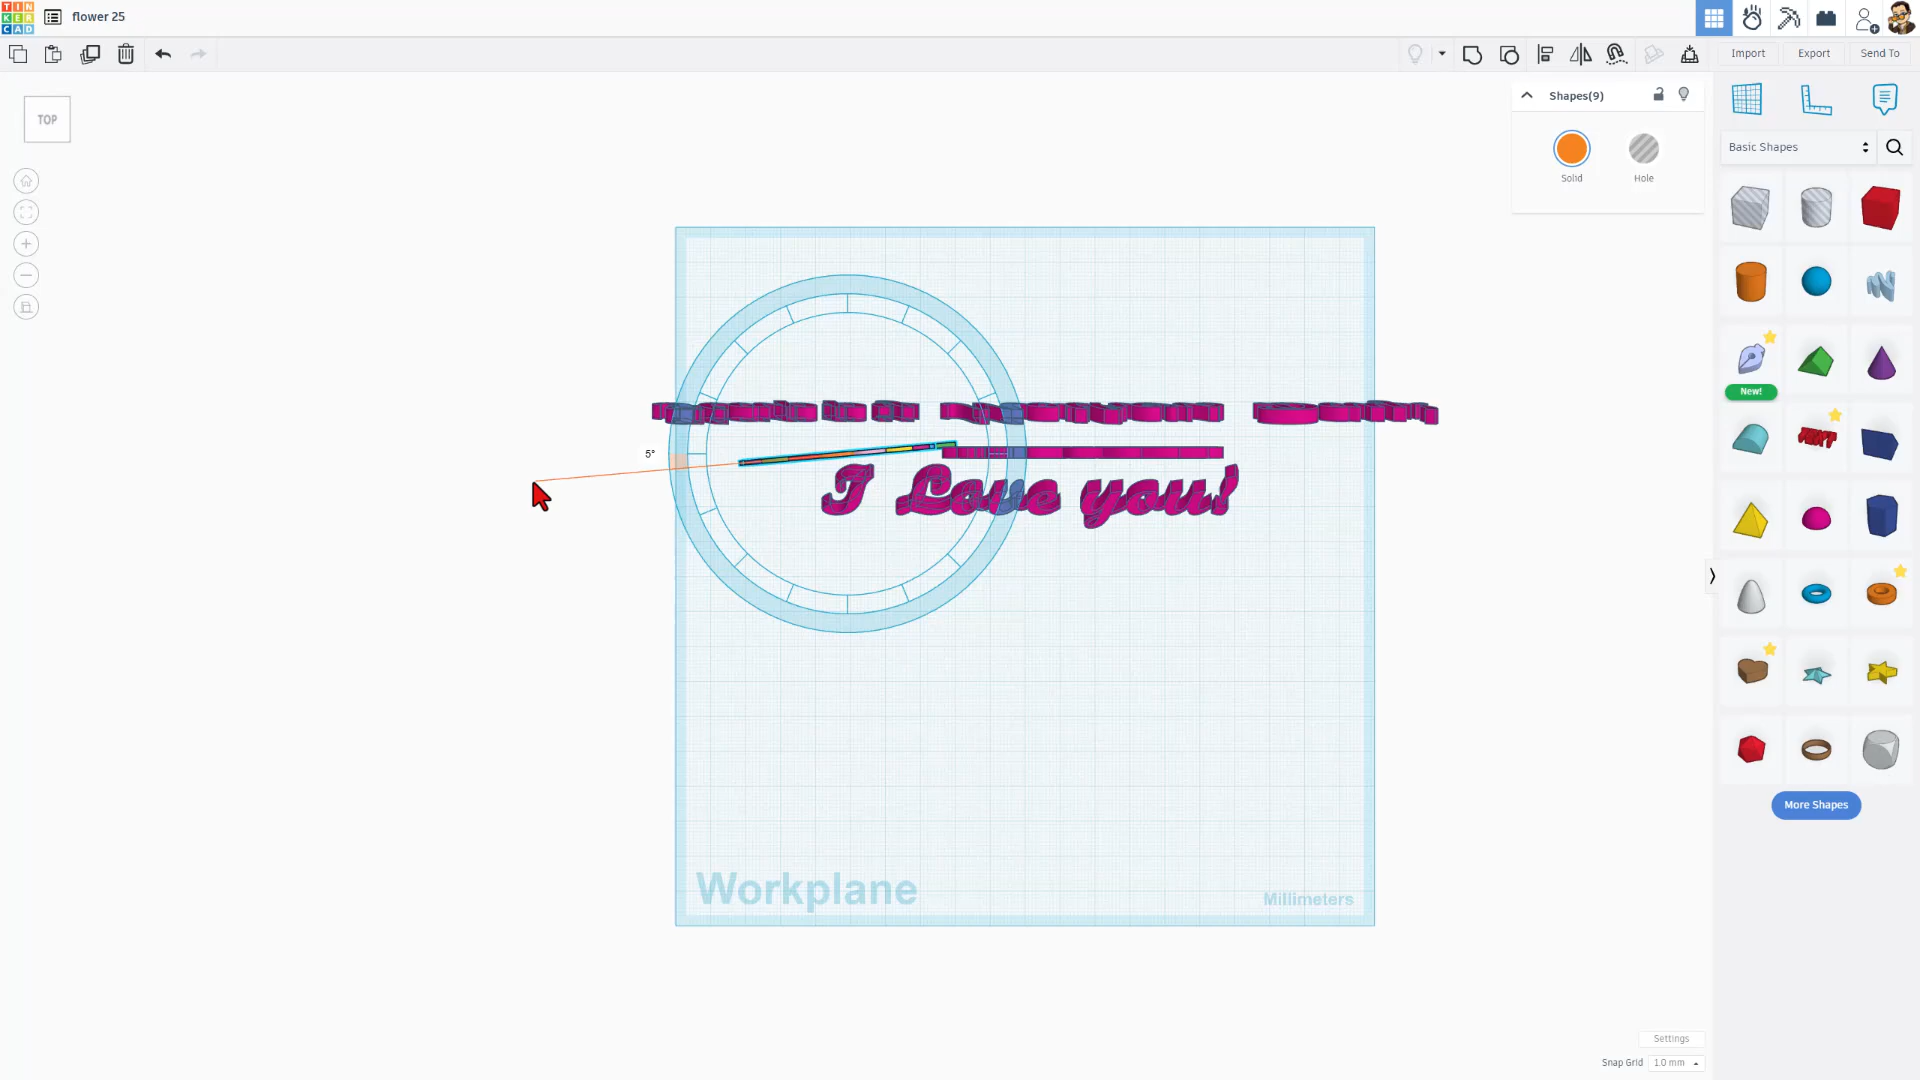 TIN
KER
CAD
flower 25
Import
Export
Send To
TOP
Shapes(9)
Solid
Hole
Basic Shapes
New!
5°
I Love you!
More Shapes
Workplane
Millimeters
Settings
Snap Grid 1.0 mm